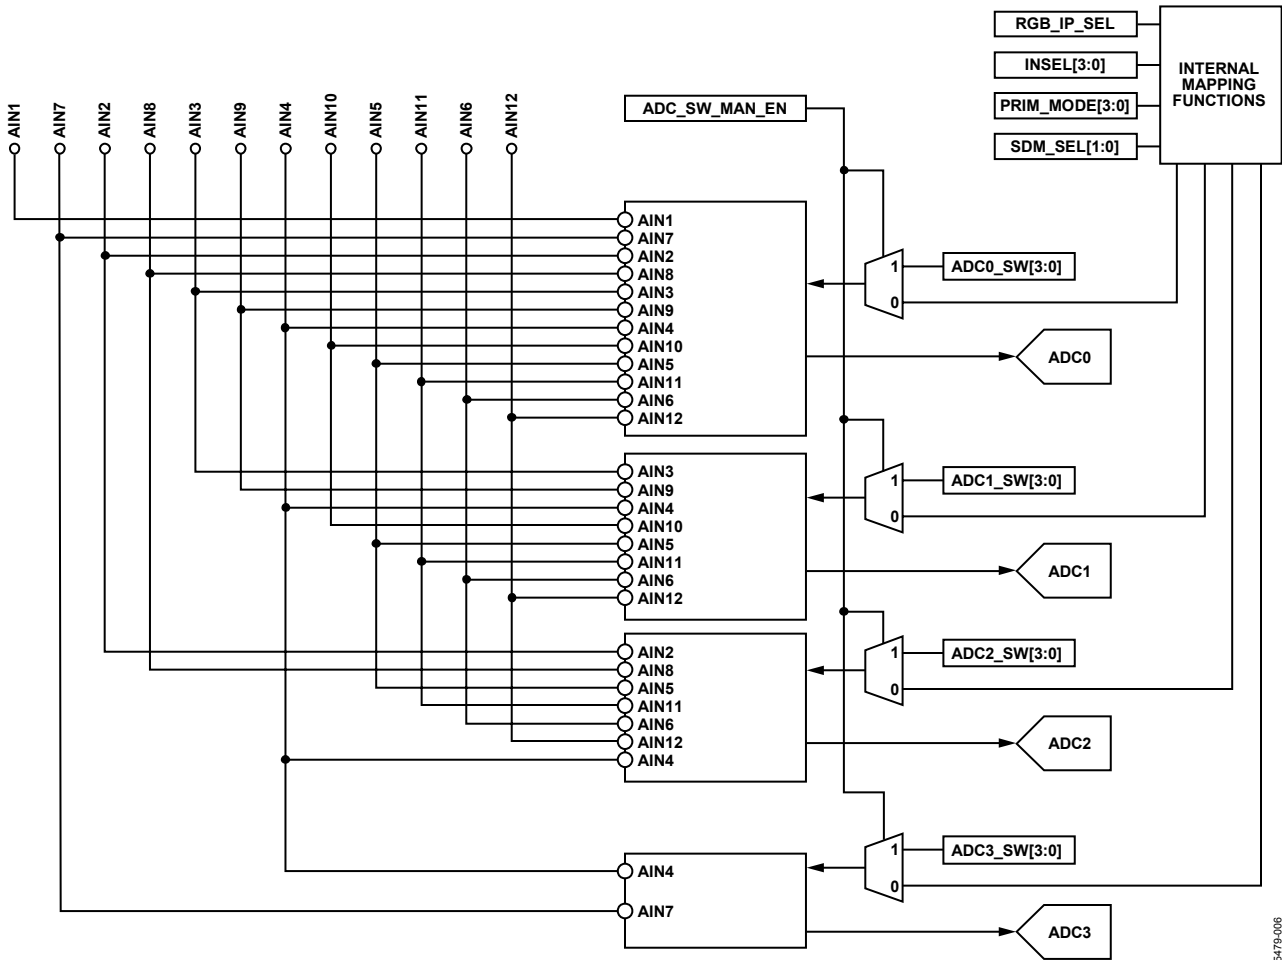 RGB_IP_SEL
INSEL[3:0]
PRIM_MODE[3:0]
SDM_SEL[1:0]
INTERNAL
MAPPING
FUNCTIONS
AIN1
AIN7
AIN2
AIN8
AIN3
AIN9
AIN4
AIN10
AIN5
AIN11
AIN6
AIN12
ADC_SW_MAN_EN
AIN1
AIN7
AIN2
AIN8
AIN3
AIN9
AIN4
AIN10
AIN5
AIN11
AIN6
AIN12
1
0
ADC0_SW[3:0]
ADC0
AIN3
AIN9
AIN4
AIN10
AIN5
AIN11
AIN6
AIN12
1
0
ADC1_SW[3:0]
ADC1
AIN2
AIN8
AIN5
AIN11
AIN6
AIN12
AIN4
1
0
ADC2_SW[3:0]
ADC2
AIN4
AIN7
1
0
ADC3_SW[3:0]
ADC3